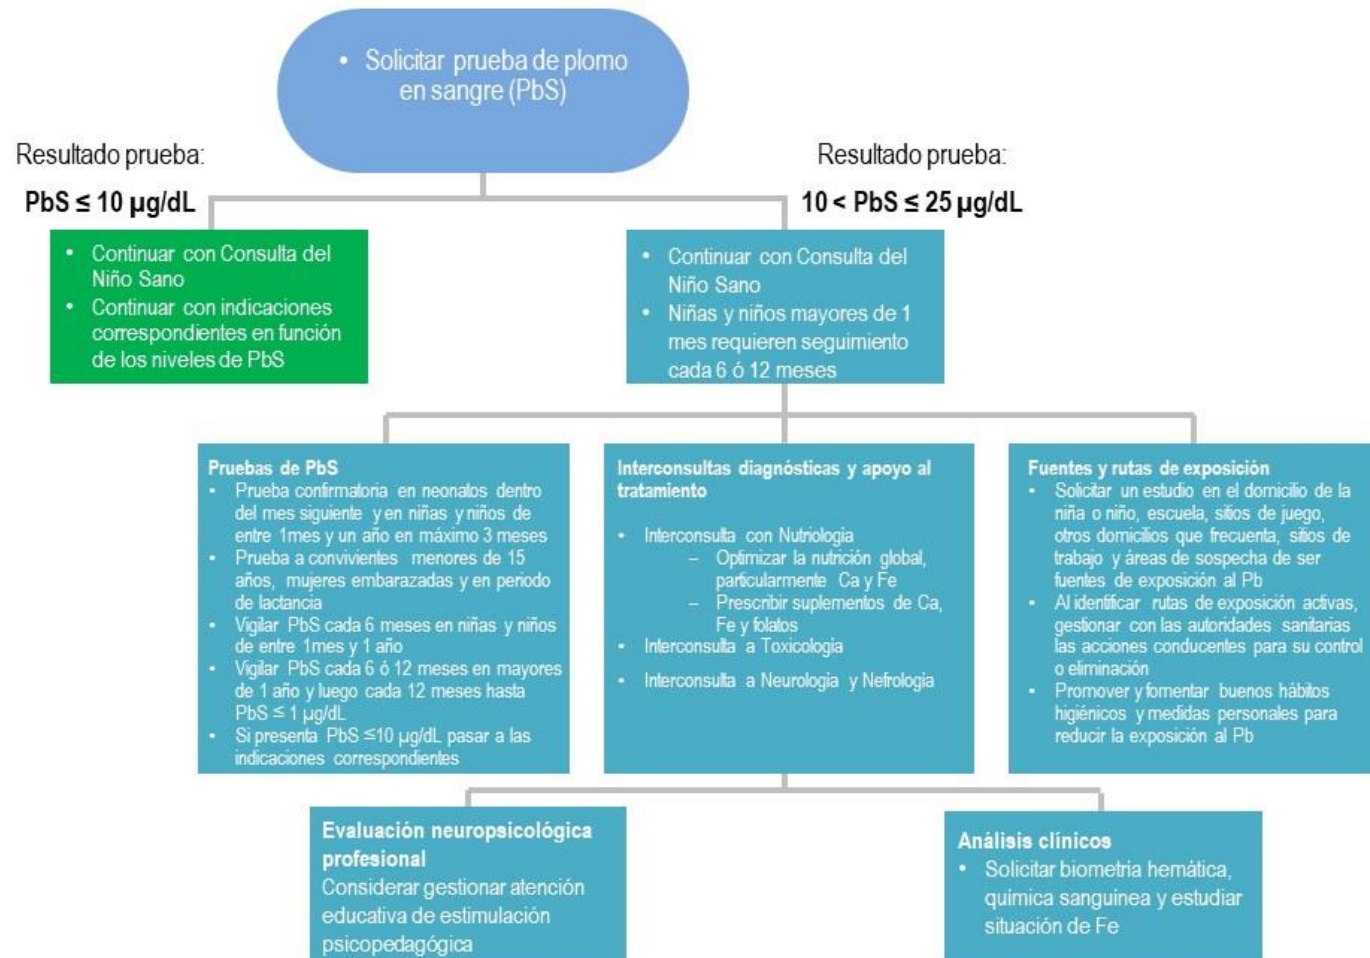 • Solicitar prueba de plomo
en sangre (PbS)
Resultado prueba:
PbS ≤ 10 µg/dL
Resultado prueba:
10 < PbS ≤ 25 µg/dL
• Continuar con Consulta del
Niño Sano
• Continuar con indicaciones
correspondientes en función
de los niveles de PbS
• Continuar con Consulta del
Niño Sano
• Niñas y niños mayores de 1
mes requieren seguimiento
cada 6 ó 12 meses
Pruebas de PbS
• Prueba confirmatoria en neonatos dentro
del mes siguiente y en niñas y niños de
entre 1mes y un año en máximo 3 meses
• Prueba a convivientes menores de 15
años, mujeres embarazadas y en periodo
de lactancia
• Vigilar PbS cada 6 meses en niñas y niños
de entre 1mes y 1 año
• Vigilar PbS cada 6 ó 12 meses en mayores
de 1 año y luego cada 12 meses hasta
PbS ≤ 1 µg/dL
• Si presenta PbS ≤10 µg/dL pasar a las
indicaciones correspondientes
Interconsultas diagnósticas y apoyo al
tratamiento
• Interconsulta con Nutriología
– Optimizar la nutrición global,
particularmente Ca y Fe
– Prescribir suplementos de Ca,
Fe y folatos
• Interconsulta a Toxicología
• Interconsulta a Neurología y Nefrología
Fuentes y rutas de exposición
• Solicitar un estudio en el domicilio de la
niña o niño, escuela, sitios de juego,
otros domicilios que frecuenta, sitios de
trabajo y áreas de sospecha de ser
fuentes de exposición al Pb
• Al identificar rutas de exposición activas,
gestionar con las autoridades sanitarias
las acciones conducentes para su control
o eliminación
• Promover y fomentar buenos hábitos
higiénicos y medidas personales para
reducir la exposición al Pb
Evaluación neuropsicológica
profesional
Considerar gestionar atención
educativa de estimulación
psicopedagógica
Análisis clínicos
• Solicitar biometría hemática,
química sanguínea y estudiar
situación de Fe